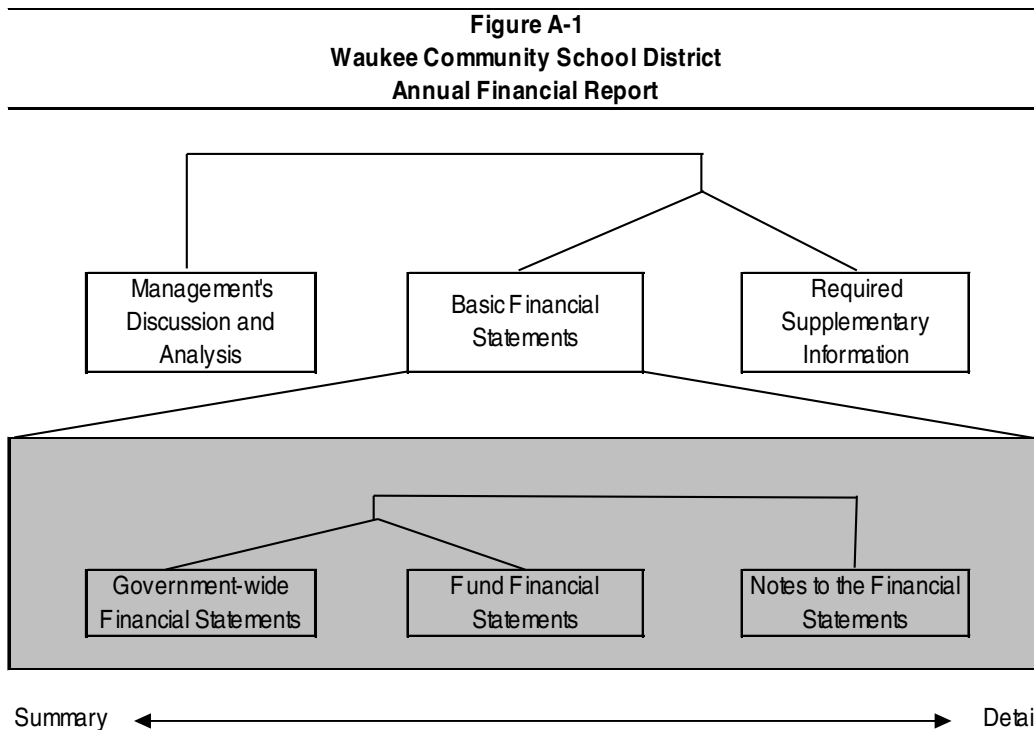 Figure A-1
Waukee Community School District
Annual Financial Report
Management's
Discussion and
Analysis
Basic Financial
Statements
Required
Supplementary
Information
Government-wide
Financial Statements
Fund Financial
Statements
Notes to the Financial
Statements
Summary
Detai